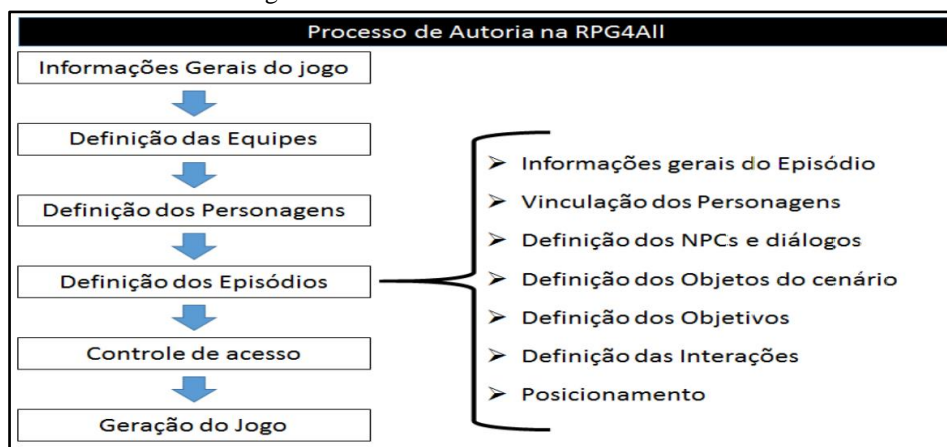 Processo de Autoria na RPG4All
Informações Gerais do jogo
Definição das Equipes
Definição dos Personagens
Definição dos Episódios
Controle de acesso
Geração do Jogo
➢ Informações gerais do Episódio
➢ Vinculação dos Personagens
➢ Definição dos NPCs e diálogos
➢ Definição dos Objetos do cenário
➢ Definição dos Objetivos
➢ Definição das Interações
➢ Posicionamento